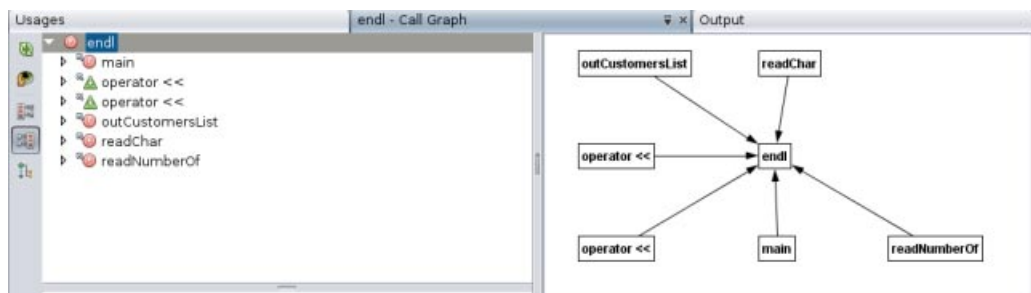 Usages
endl - Call Graph
Output
endl
main
operator <<
operator <<
outCustomersList
readChar
readNumberOf
outCustomersList
readChar
operator <<
endl
operator <<
main
readNumberOf